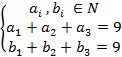 a_i , b_i ∈ N
a_1 + a_2 + a_3 = 9
b_1 + b_2 + b_3 = 9